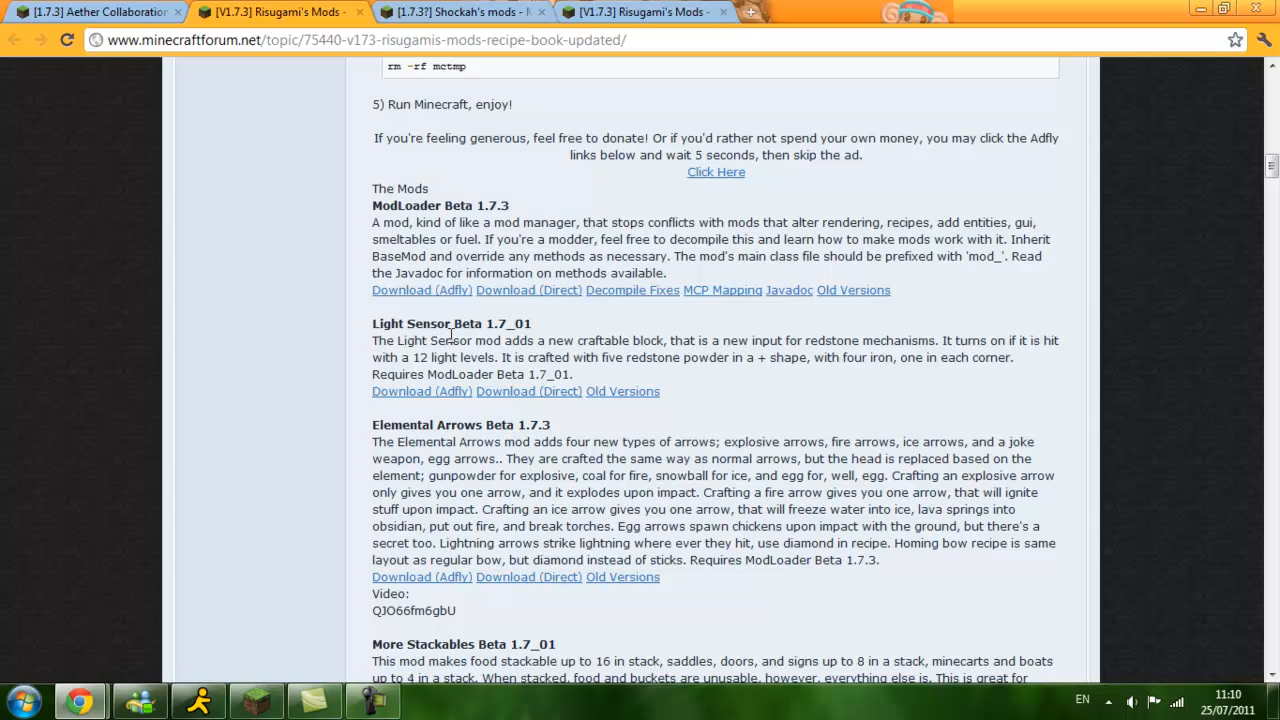 [1.7.3] Aether Collaboration
[V1.7.3] Risugami's Mods -
[1.7.3?] Shockah's mods -
[V1.7.3] Risugami's Mods -
www.minecraftforum.net/topic/75440-v173-risugamis-mods-recipe-book-updated/
rm -rf mctmp
5) Run Minecraft, enjoy!
If you're feeling generous, feel free to donate! Or if you'd rather not spend your own money, you may click the Adfly
links below and wait 5 seconds, then skip the ad.
Click Here
The Mods
ModLoader Beta 1.7.3
A mod, kind of like a mod manager, that stops conflicts with mods that alter rendering, recipes, add entities, gui,
smeltables or fuel. If you're a modder, feel free to decompile this and learn how to make mods work with it. Inherit
BaseMod and override any methods as necessary. The mod's main class file should be prefixed with 'mod_'. Read
the Javadoc for information on methods available.
Download (Adfly) Download (Direct) Decompile Fixes MCP Mapping Javadoc Old Versions
Light Sensor Beta 1.7_01
The Light Sensor mod adds a new craftable block, that is a new input for redstone mechanisms. It turns on if it is hit
with a 12 light levels. It is crafted with five redstone powder in a + shape, with four iron, one in each corner.
Requires ModLoader Beta 1.7_01.
Download (Adfly) Download (Direct) Old Versions
Elemental Arrows Beta 1.7.3
The Elemental Arrows mod adds four new types of arrows; explosive arrows, fire arrows, ice arrows, and a joke
weapon, egg arrows.. They are crafted the same way as normal arrows, but the head is replaced based on the
element; gunpowder for explosive, coal for fire, snowball for ice, and egg for, well, egg. Crafting an explosive arrow
only gives you one arrow, and it explodes upon impact. Crafting a fire arrow gives you one arrow, that will ignite
stuff upon impact. Crafting an ice arrow gives you one arrow, that will freeze water into ice, lava springs into
obsidian, put out fire, and break torches. Egg arrows spawn chickens upon impact with the ground, but there's a
secret too. Lightning arrows strike lightning where ever they hit, use diamond in recipe. Homing bow recipe is same
layout as regular bow, but diamond instead of sticks. Requires ModLoader Beta 1.7.3.
Download (Adfly) Download (Direct) Old Versions
Video:
QJO66fm6gbU
More Stackables Beta 1.7_01
This mod makes food stackable up to 16 in stack, saddles, doors, and signs up to 8 in a stack, minecarts and boats
up to 4 in a stack. When stacked, food and buckets are unusable, however, everything else is. This is great for
EN
11:10
25/07/2011